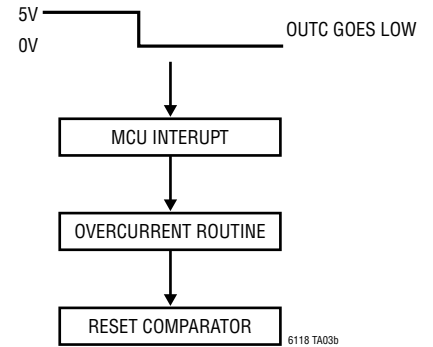 5V
0V
OUTC GOES LOW
MCU INTERUPT
OVERCURRENT ROUTINE
RESET COMPARATOR
6118 TA03b